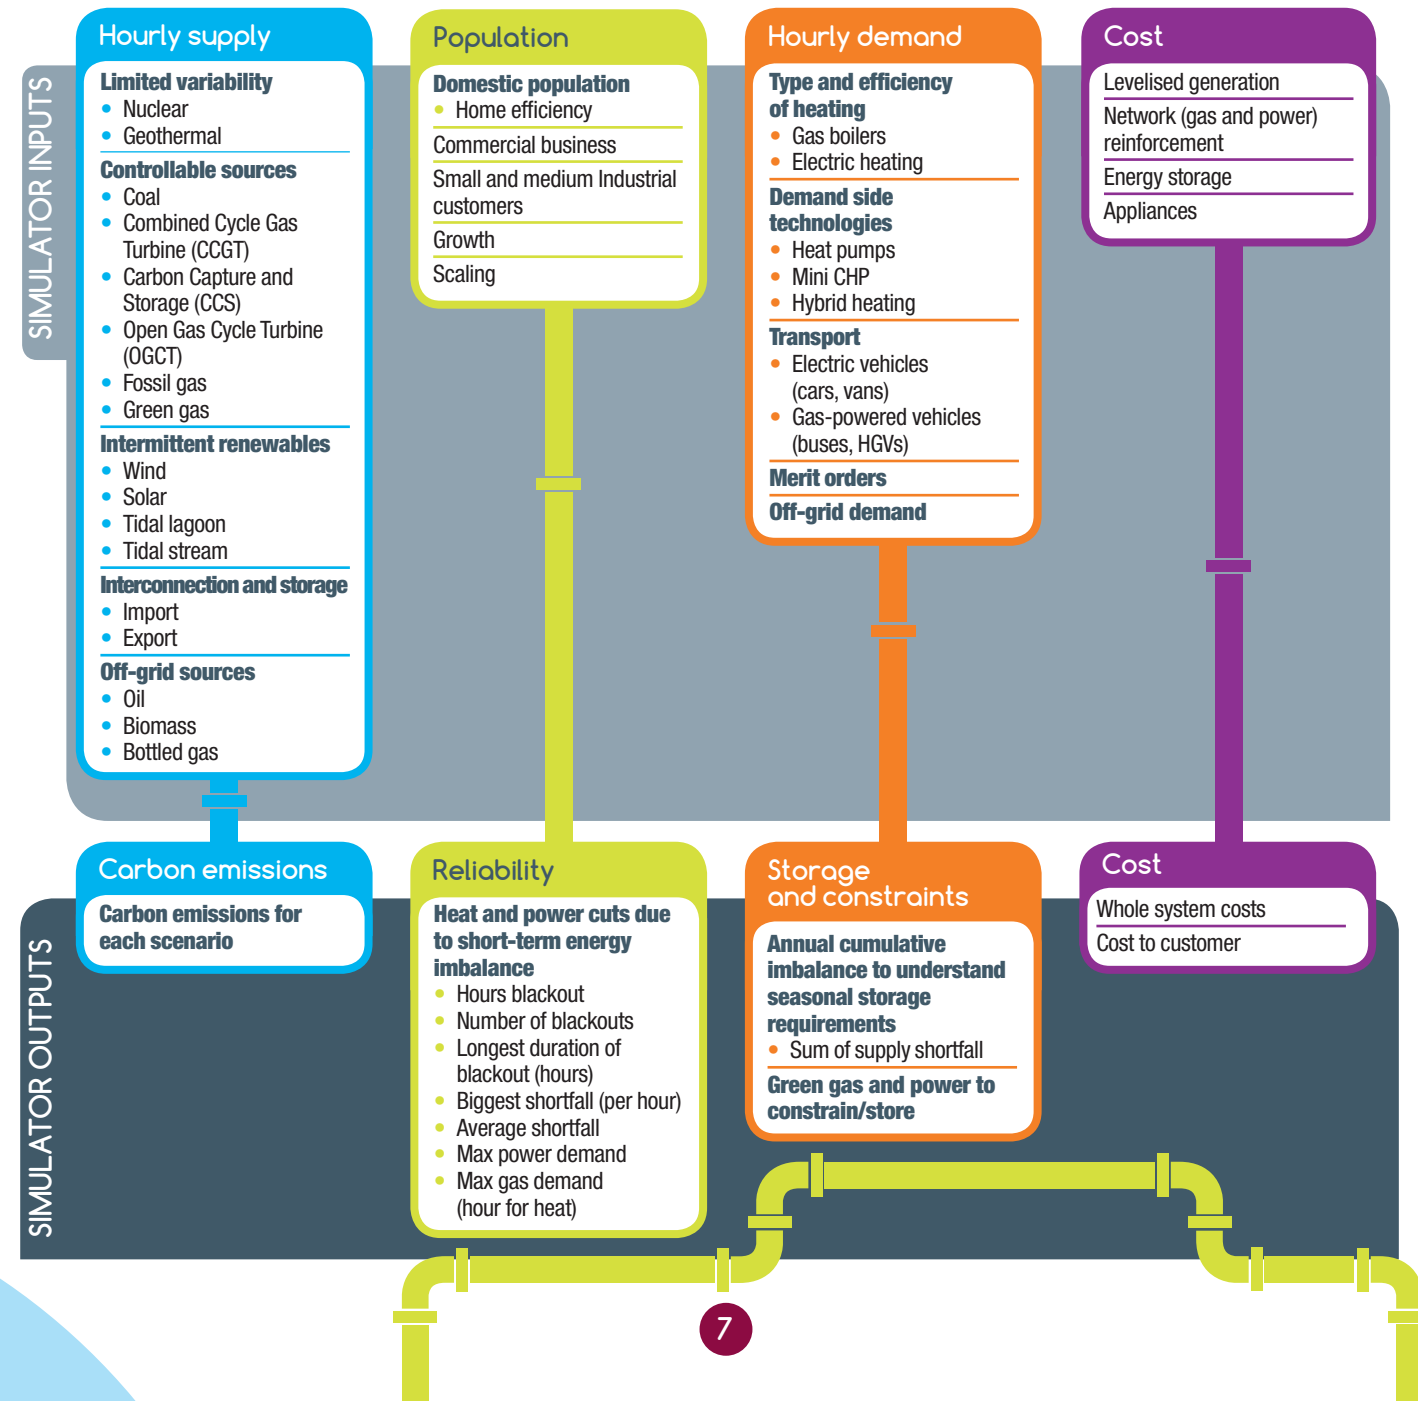 SIMULATOR INPUTS
Hourly supply
Limited variability
• Nuclear
• Geothermal
Controllable sources
• Coal
• Combined Cycle Gas
Turbine (CCGT)
• Carbon Capture and
Storage (CCS)
• Open Gas Cycle Turbine
(OGCT)
• Fossil gas
• Green gas
Intermittent renewables
• Wind
• Solar
• Tidal lagoon
• Tidal stream
Interconnection and storage
• Import
• Export
Off-grid sources
• Oil
• Biomass
• Bottled gas
Population
Domestic population
• Home efficiency
Commercial business
Small and medium Industrial
customers
Growth
Scaling
Hourly demand
Type and efficiency
of heating
• Gas boilers
• Electric heating
Demand side
technologies
• Heat pumps
• Mini CHP
• Hybrid heating
Transport
• Electric vehicles
(cars, vans)
• Gas-powered vehicles
(buses, HGVs)
Merit orders
Off-grid demand
Cost
Levelised generation
Network (gas and power)
reinforcement
Energy storage
Appliances
SIMULATOR OUTPUTS
Carbon emissions
Carbon emissions for
each scenario
Reliability
Heat and power cuts due
to short-term energy
imbalance
• Hours blackout
• Number of blackouts
• Longest duration of
blackout (hours)
• Biggest shortfall (per hour)
• Average shortfall
• Max power demand
• Max gas demand
(hour for heat)
Storage
and constraints
Annual cumulative
imbalance to understand
seasonal storage
requirements
• Sum of supply shortfall
Green gas and power to
constrain/store
Cost
Whole system costs
Cost to customer
7